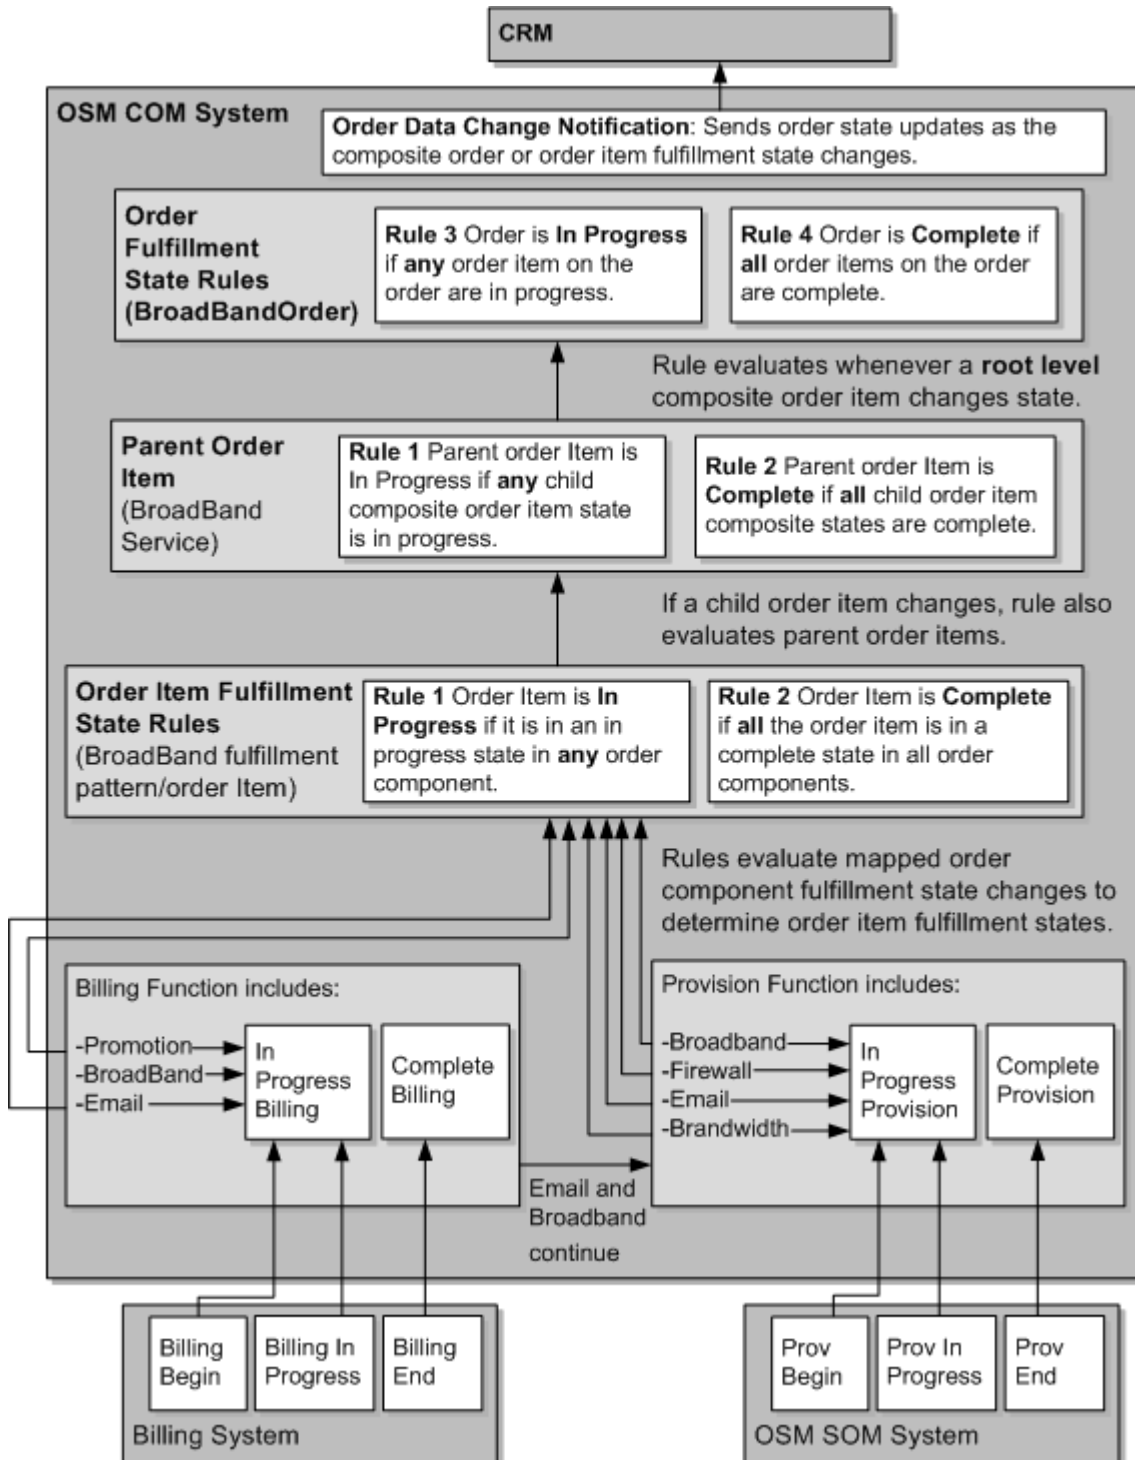 CRM
OSM COM System
Order Data Change Notification: Sends order state updates as the
composite order or order item fulfillment state changes.
Order
Fulfillment
State Rules
(BroadBandOrder)
Rule 3 Order is In Progress
if any order item on the
order are in progress.
Rule 4 Order is Complete if
all order items on the order
are complete.
Rule evaluates whenever a root level
composite order item changes state.
Parent Order
Item
(BroadBand
Service)
Rule 1 Parent order Item is
In Progress if any child
composite order item state
is in progress.
Rule 2 Parent order Item is
Complete if all child order item
composite states are complete.
If a child order item changes, rule also
evaluates parent order items.
Order Item Fulfillment
State Rules
(BroadBand fulfillment
pattern/order Item)
Rule 1 Order Item is In
Progress if it is in an in
progress state in any order
component.
Rule 2 Order Item is Complete
if all the order item is in a
complete state in all order
components.
Rules evaluate mapped order
component fulfillment state changes to
determine order item fulfillment states.
Billing Function includes:
-Promotion
-BroadBand
-Email
In
Progress
Billing
Complete
Billing
Provision Function includes:
-Broadband
-Firewall
-Email
-Brandwidth
In
Progress
Provision
Complete
Provision
Email and
Broadband
continue
Billing
Begin
Billing In
Progress
Billing
End
Billing System
Prov
Begin
Prov In
Progress
Prov
End
OSM SOM System